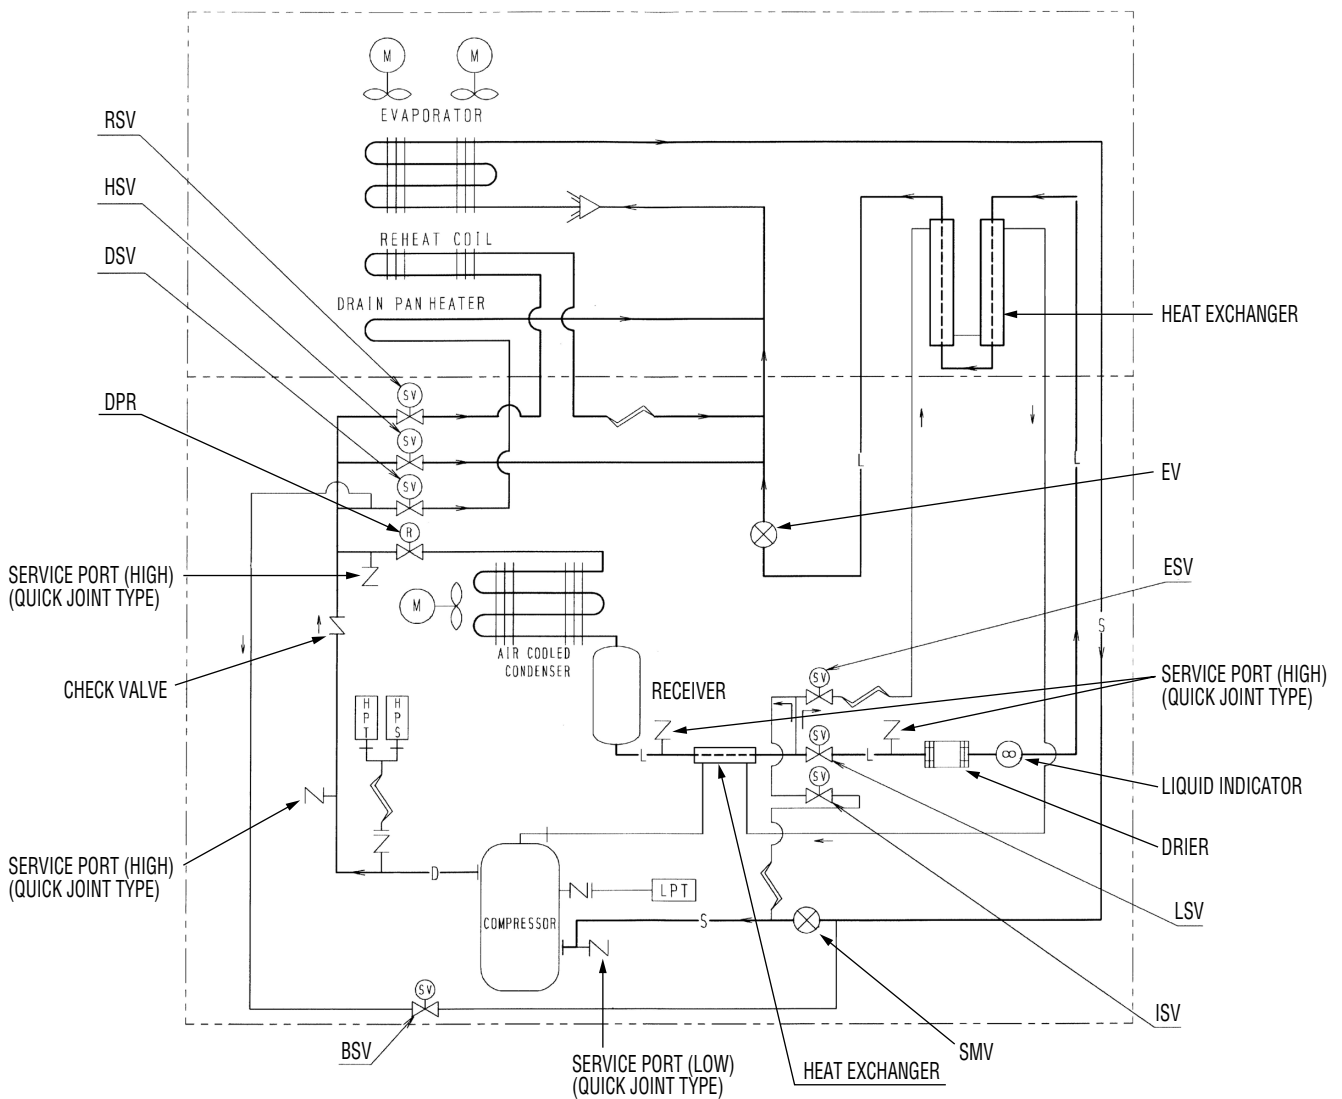 M
M
EVAPORATOR
RSV
HSV
REHEAT COIL
DSV
DRAIN PAN HEATER
HEAT EXCHANGER
SV
DPR
SV
L
L
EV
SV
R
SERVICE PORT (HIGH)
(QUICK JOINT TYPE)
ESV
M
S
AIR COOLED
CONDENSER
CHECK VALVE
RECEIVER
SV
SERVICE PORT (HIGH)
(QUICK JOINT TYPE)
HPT
HPS
SV
L
L
LIQUID INDICATOR
SV
DRIER
SERVICE PORT (HIGH)
(QUICK JOINT TYPE)
D
LPT
COMPRESSOR
S
LSV
SV
ISV
BSV
SERVICE PORT (LOW)
(QUICK JOINT TYPE)
HEAT EXCHANGER
SMV